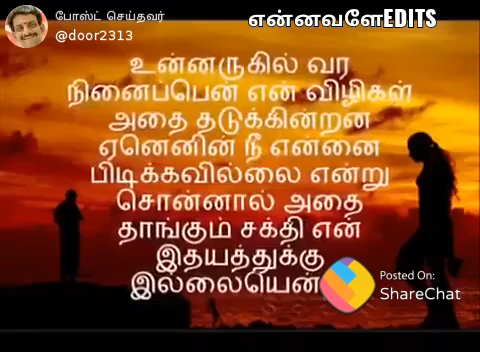 போஸ்ட் செய்தவர்
@door2313
என்னவளேEDITS
உன்னருகில் வர
நினைப்பென் என் விழிகள்
அதை தடுக்கின்றன
ஏனெனின் நீ என்னை
பிடிக்கவில்லை என்று
சொன்னால் அதை
தாங்கும் சக்தி என்
இதயத்துக்கு
இல்லையென்
Posted On:
ShareChat